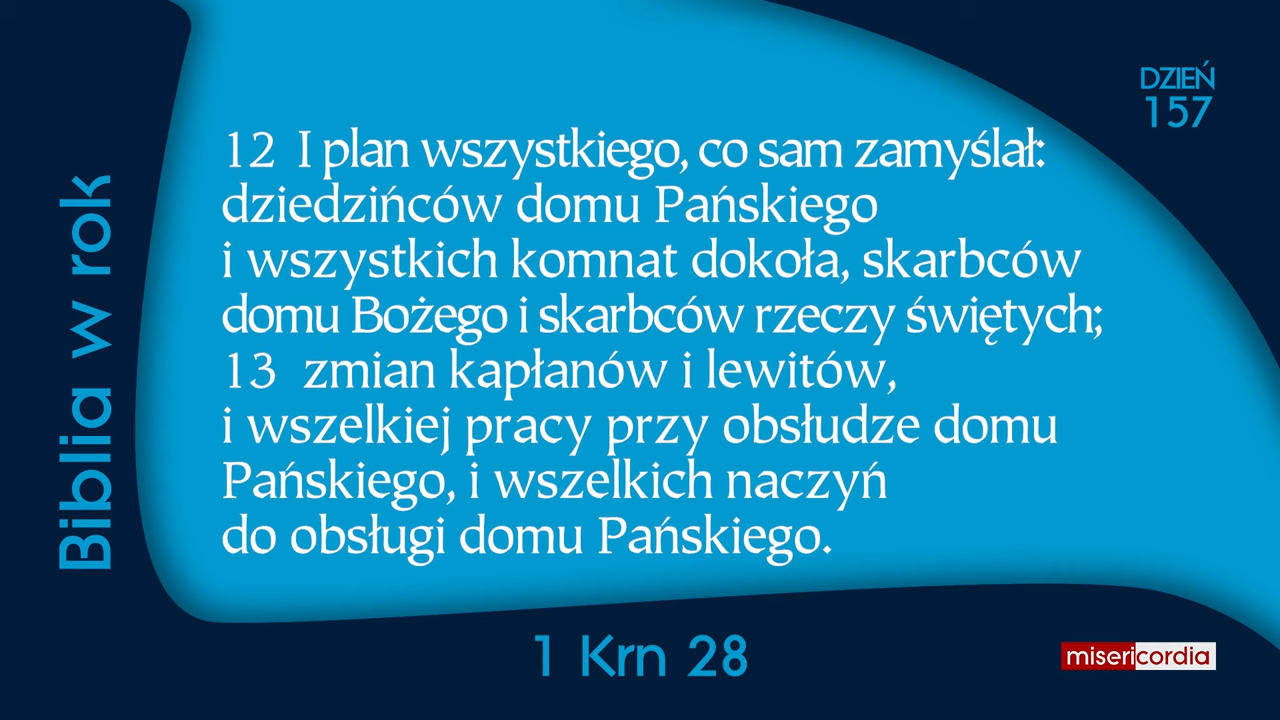 DZIEŃ
157
Biblia w rok
12 I plan wszystkiego, co sam zamyślał:
dziedzińców domu Pańskiego
i wszystkich komnat dokoła, skarbców
domu Bożego i skarbców rzeczy świętych;
13 zmian kapłanów i lewitów,
i wszelkiej pracy przy obsłudze domu
Pańskiego, i wszelkich naczyń
do obsługi domu Pańskiego.
1 Krn 28
misericordia